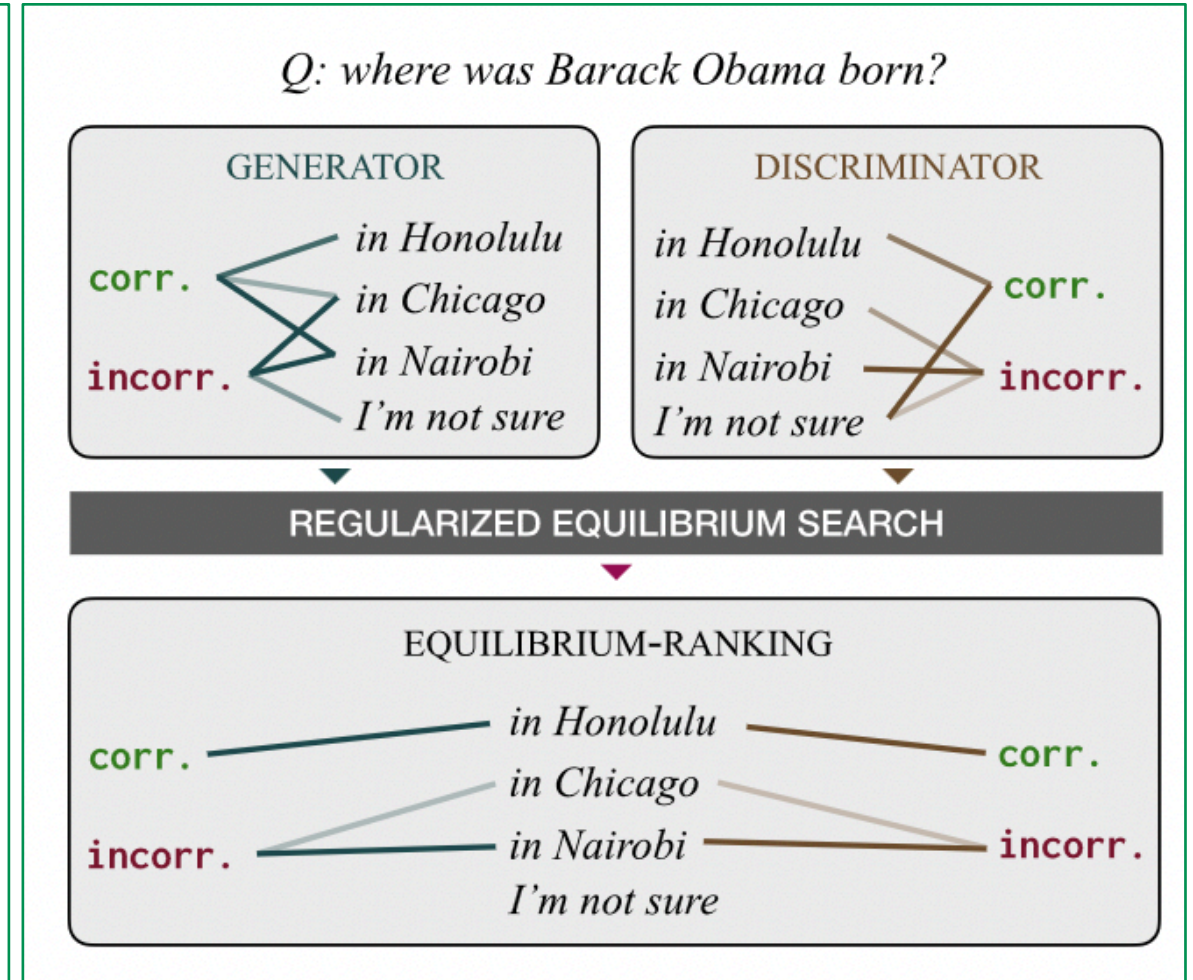 Q: where was Barack Obama born?
GENERATOR
corr.
incorr.
in Honolulu
in Chicago
in Nairobi
I'm not sure
DISCRIMINATOR
in Honolulu
in Chicago
in Nairobi
I'm not sure
corr.
incorr.
REGULARIZED EQUILIBRIUM SEARCH
EQUILIBRIUM-RANKING
corr.
incorr.
in Honolulu
in Chicago
in Nairobi
I'm not sure
corr.
incorr.